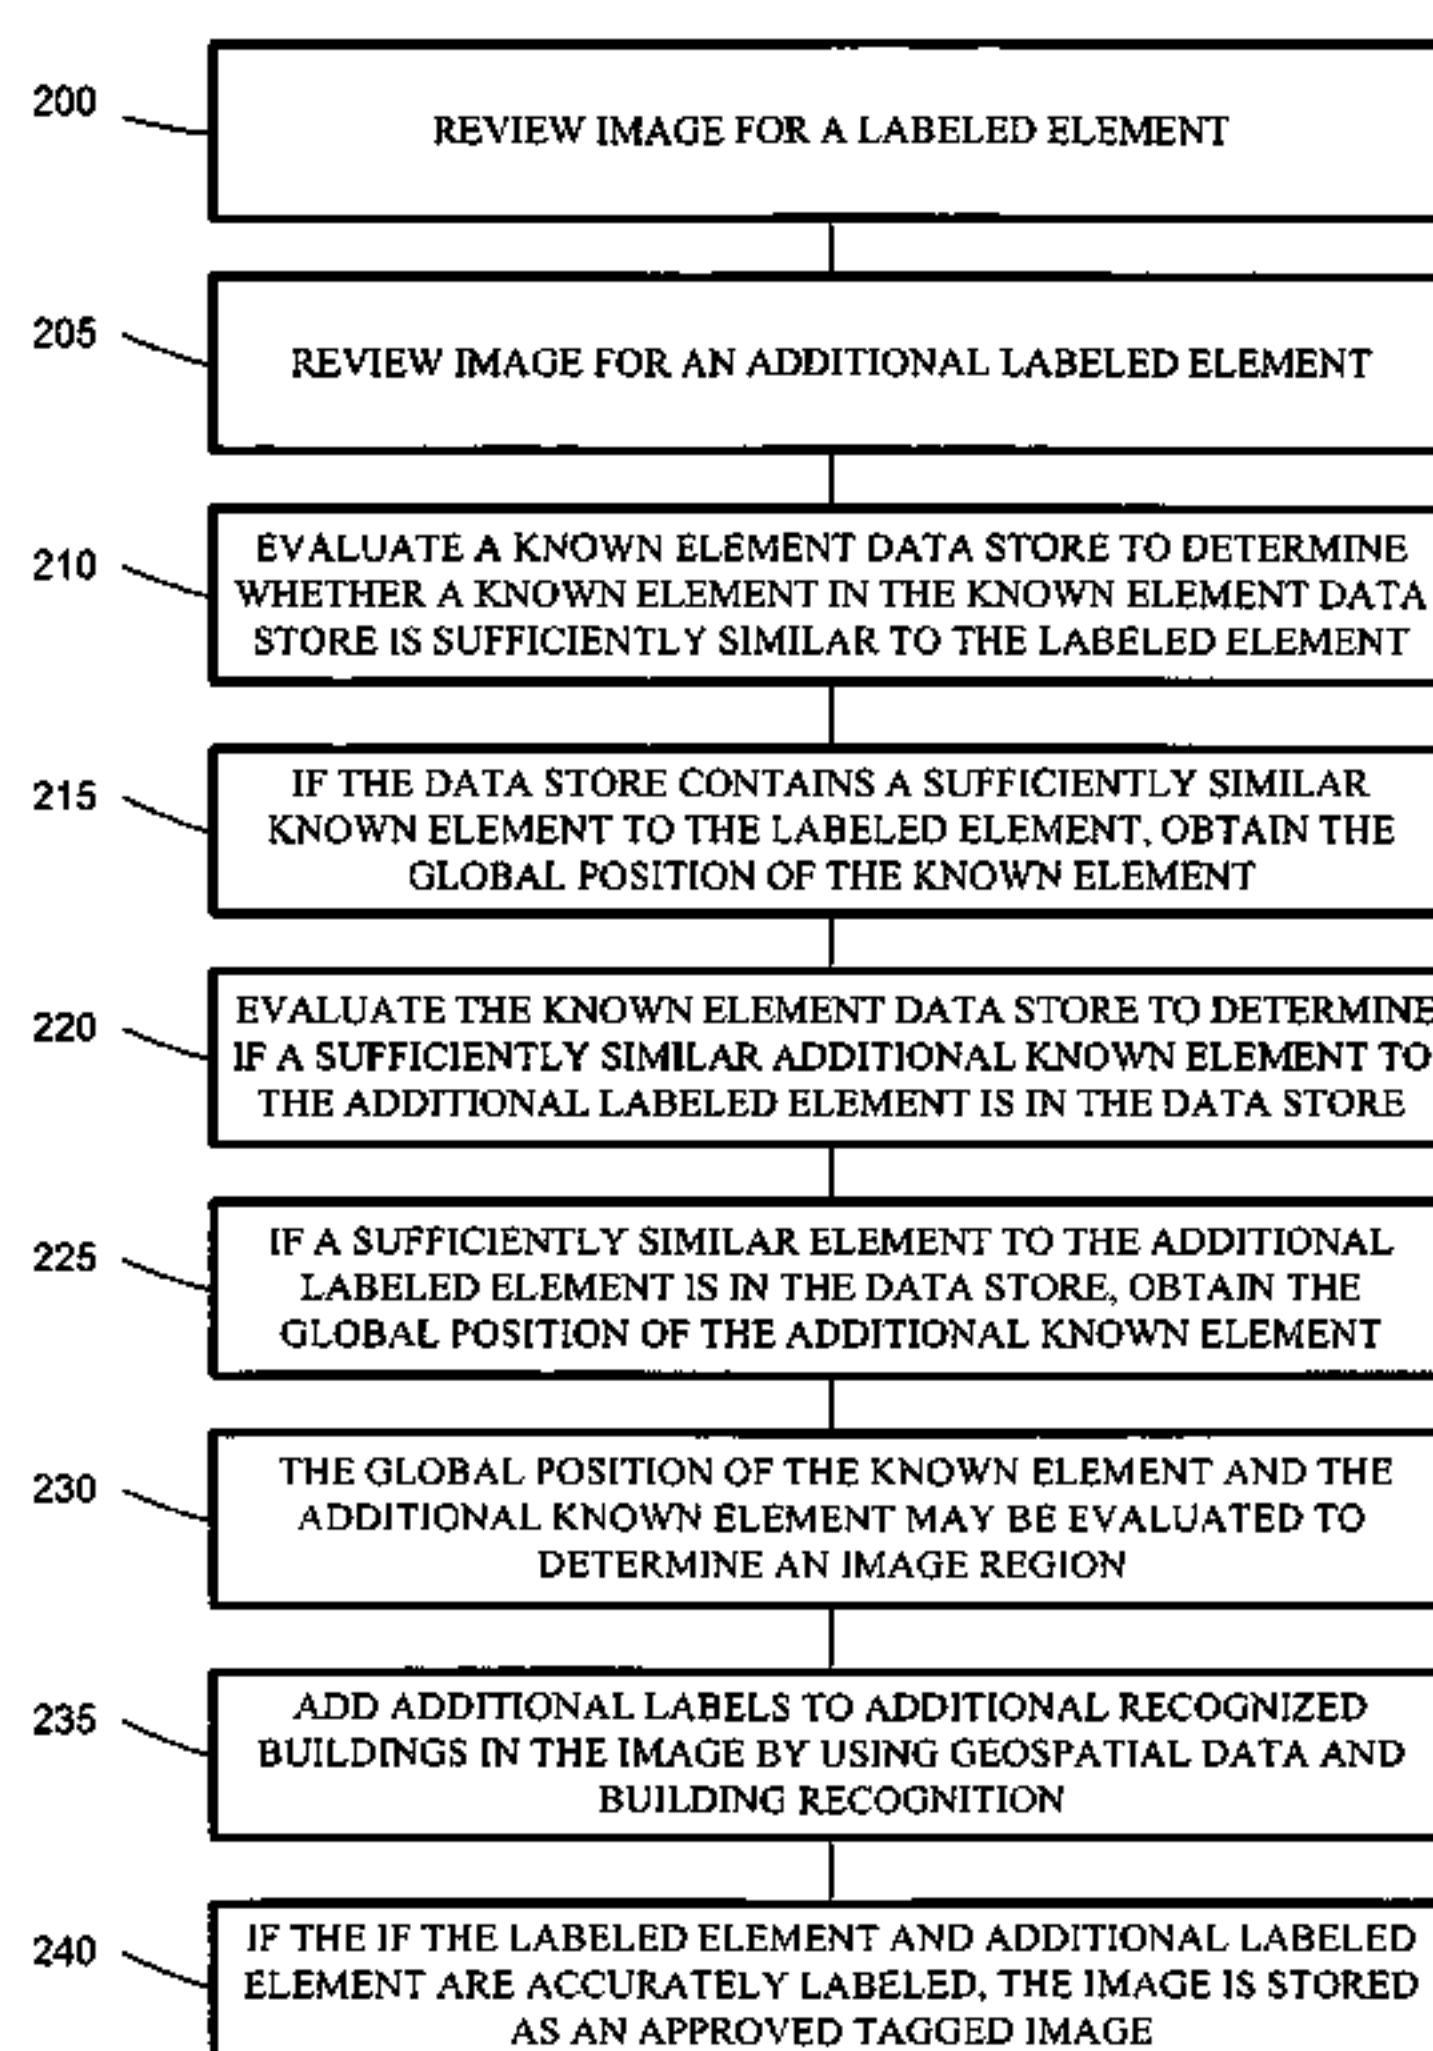 200
REVIEW IMAGE FOR A LABELED ELEMENT
205
REVIEW IMAGE FOR AN ADDITIONAL LABELED ELEMENT
210
EVALUATE A KNOWN ELEMENT DATA STORE TO DETERMINE
WHETHER A KNOWN ELEMENT IN THE KNOWN ELEMENT DATA
STORE IS SUFFICIENTLY SIMILAR TO THE LABELED ELEMENT
215
IF THE DATA STORE CONTAINS A SUFFICIENTLY SIMILAR
KNOWN ELEMENT TO THE LABELED ELEMENT, OBTAIN THE
GLOBAL POSITION OF THE KNOWN ELEMENT
220
EVALUATE THE KNOWN ELEMENT DATA STORE TO DETERMINE
IF A SUFFICIENTLY SIMILAR ADDITIONAL KNOWN ELEMENT TO
THE ADDITIONAL LABELED ELEMENT IS IN THE DATA STORE
225
IF A SUFFICIENTLY SIMILAR ELEMENT TO THE ADDITIONAL
LABELED ELEMENT IS IN THE DATA STORE, OBTAIN THE
GLOBAL POSITION OF THE ADDITIONAL KNOWN ELEMENT
230
THE GLOBAL POSITION OF THE KNOWN ELEMENT AND THE
ADDITIONAL KNOWN ELEMENT MAY BE EVALUATED TO
DETERMINE AN IMAGE REGION
235
ADD ADDITIONAL LABELS TO ADDITIONAL RECOGNIZED
BUILDINGS IN THE IMAGE BY USING GEOSPATIAL DATA AND
BUILDING RECOGNITION
240
IF THE IF THE LABELED ELEMENT AND ADDITIONAL LABELED
ELEMENT ARE ACCURATELY LABELED, THE IMAGE IS STORED
AS AN APPROVED TAGGED IMAGE